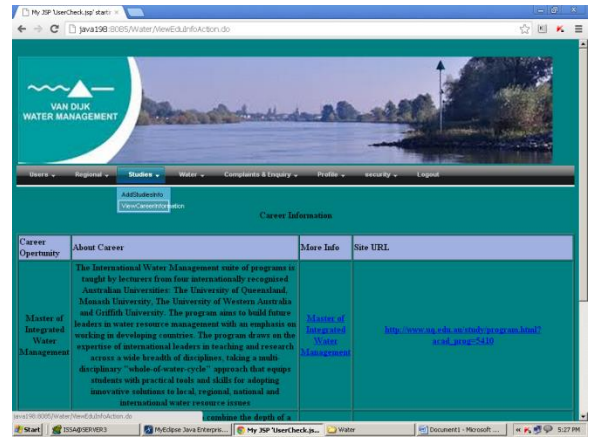 My JSP 'UserCheck.jsp' starti
java198:8085/Water/ViewEduInfoAction.do
VAN DIJK
WATER MANAGEMENT
Users Regional Studies Water Complaints & Enquiry Profile security Logout
AddStudiesInfo
ViewCareerInformation
Career Information
Career Opertunity About Career More Info Site URL
The International Water Management suite of programs is
taught by lecturers from four internationally recognised
Australian Universities: The University of Queensland,
Monash University, The University of Western Australia
and Griffith University. The program aims to build future
leaders in water resource management with an emphasis on
working in developing countries. The program draws on the
expertise of international leaders in teaching and research
across a wide breadth of disciplines, taking a multi-
disciplinary "whole-of-water-cycle" approach that equips
students with practical tools and skills for adopting
innovative solutions to local, regional, national and
international water resource issues
Master of
Integrated
Water
Management
Master of
Integrated
Water
Management
http://www.uq.edu.au/study/program.html?
acad_prog=5410
java198:8085/Water/ViewEduInfoAction.do
combine the depth of a
Start ISSA@SERVER3 MyEclipse Java Enterpris... My JSP 'UserCheck.js... Water Document1 - Microsoft ... 5:27 PM